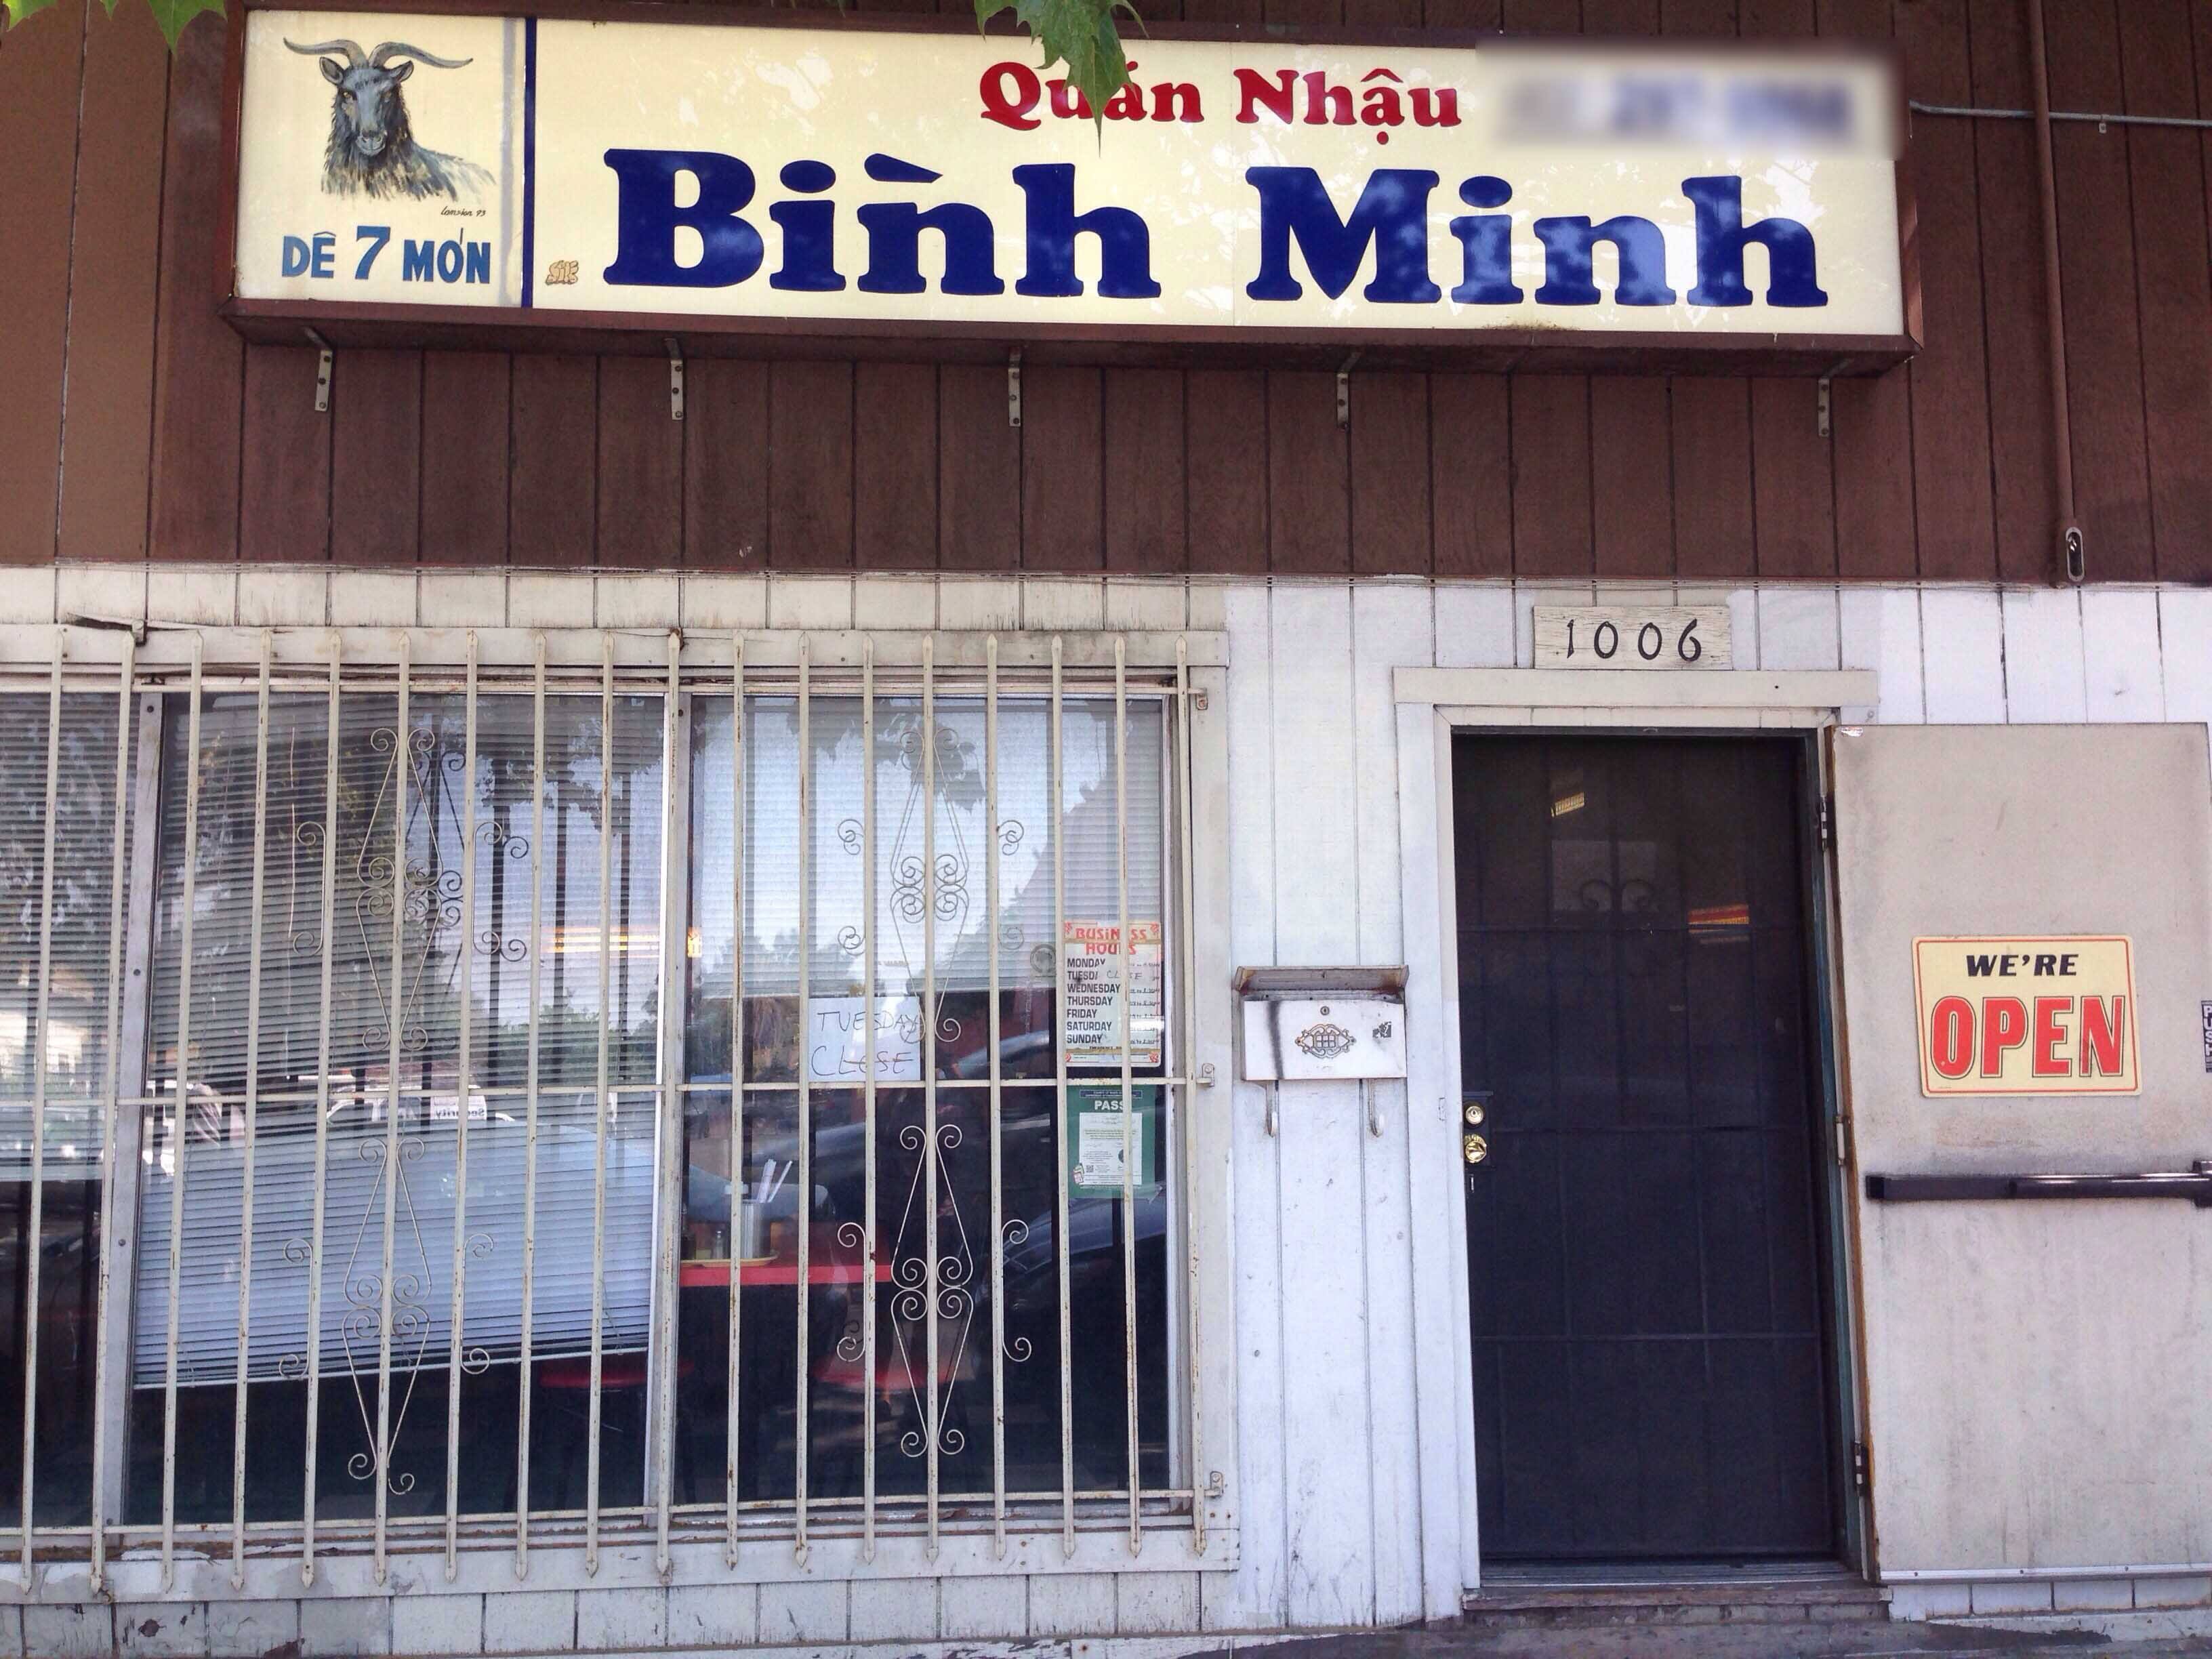 DÊ 7 MÓN
Quán Nhậu
Bình Minh
1006
BUSINESS
HOURS
MONDAY
TUESDAY CLOSE
WEDNESDAY
THURSDAY
FRIDAY
SATURDAY
SUNDAY
TUESDAY
CLOSE
PASS
WE'RE
OPEN